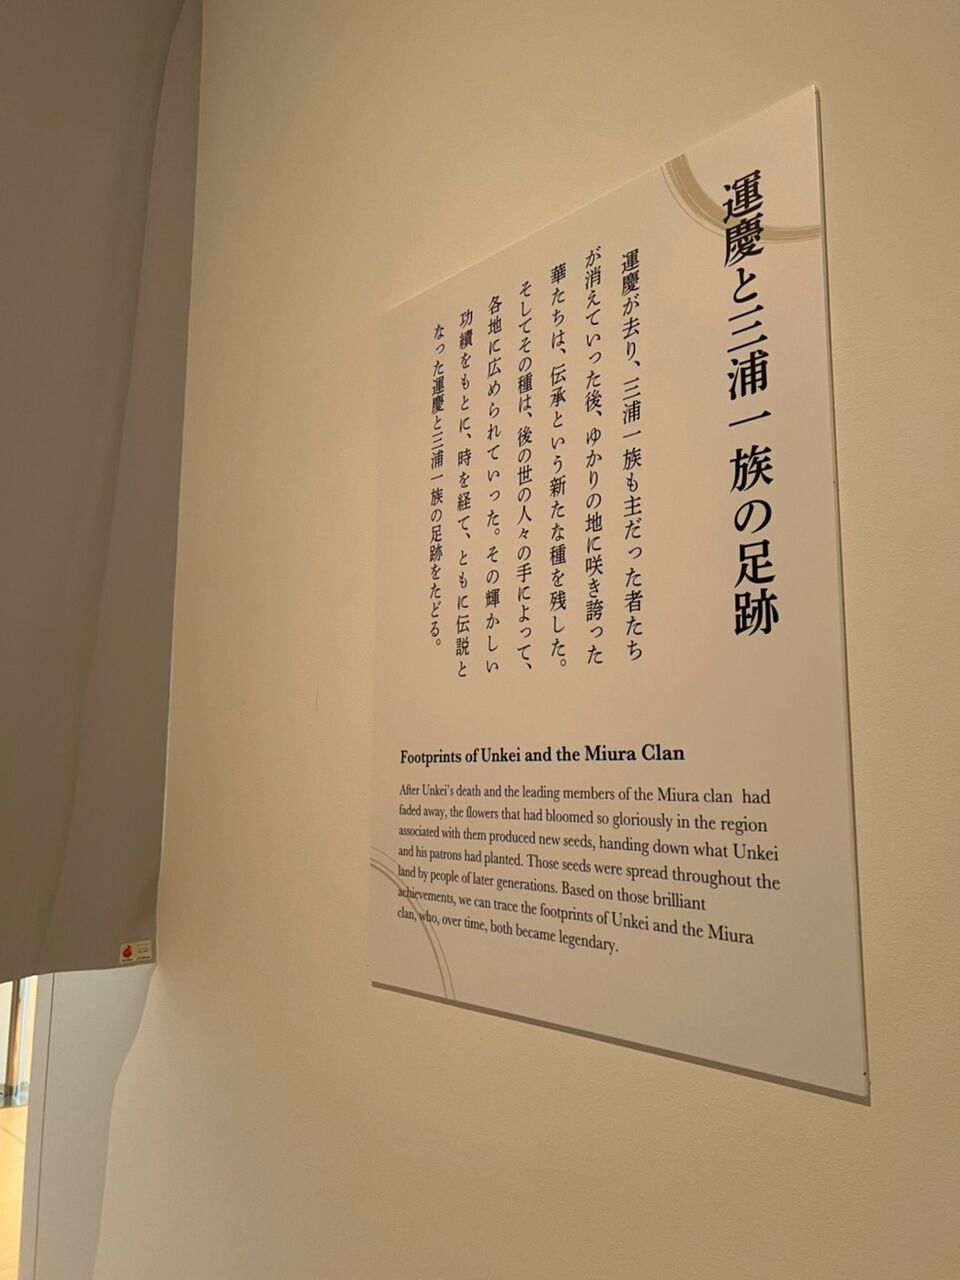 運慶と三浦一族の足跡
運慶が去り、三浦一族も主だった者たち
が消えていった後、ゆかりの地に咲き誇った
華たちは、伝承という新たな種を残した。
そしてその種は、後の世の人々の手によって、
各地に広められていった。その輝かしい
功績をもとに、時を経て、ともに伝説と
なった運慶と三浦一族の足跡をたどる。
Footprints of Unkei and the Miura Clan
After Unkei's death and the leading members of the Miura clan had
faded away, the flowers that had bloomed so gloriously in the region
associated with them produced new seeds, handing down what Unkei
and his patrons had planted. Those seeds were spread throughout the
land by people of later generations. Based on those brilliant
achievements, we can trace the footprints of Unkei and the Miura
clan, who, over time, both became legendary.